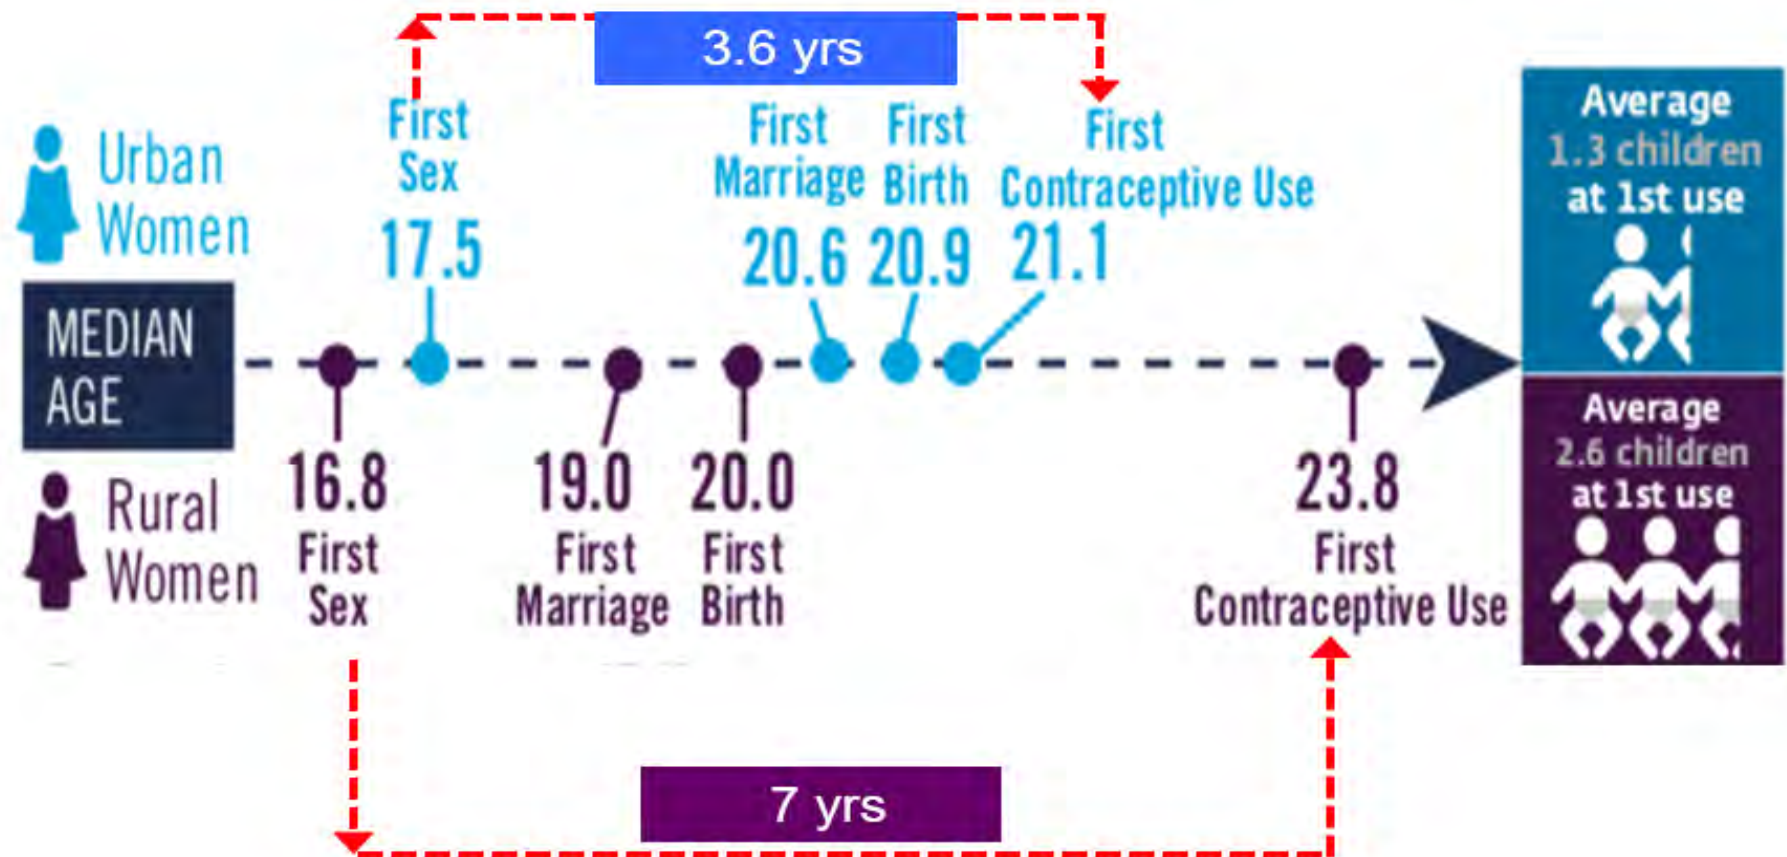 3.6 yrs
Urban
Women
First
Sex
17.5
First
Marriage
20.6
First
Birth
20.9
First
Contraceptive Use
21.1
Average
1.3 children
at 1st use
MEDIAN
AGE
Rural
Women
16.8
First
Sex
19.0
First
Marriage
20.0
First
Birth
23.8
First
Contraceptive Use
Average
2.6 children
at 1st use
7 yrs